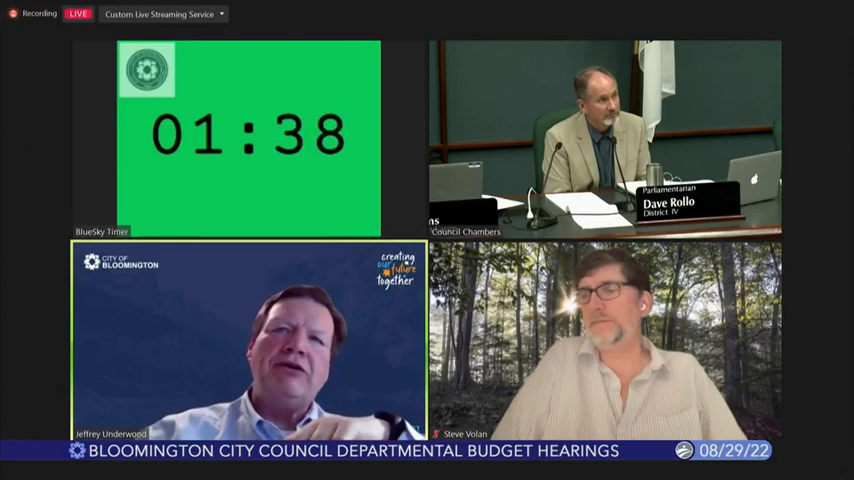 Recording
LIVE
Custom Live Streaming Service
01:38
BlueSky Timer
Parliamentarian
Dave Rollo
District IV
ms
Council Chambers
CITY OF
BLOOMINGTON
creating
our
future
together
Jeffrey Underwood
Steve Volan
BLOOMINGTON CITY COUNCIL DEPARTMENTAL BUDGET HEARINGS
08/29/22